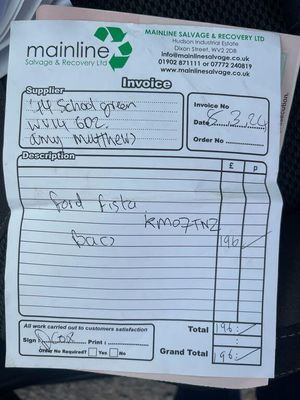 MAINLINE SALVAGE & RECOVERY LTD
Hudson Industrial Estate
Dixon Street, WV2 2DB
info@mainlinesalvage.co.uk
01902 871111 or 07772 240819
www.mainlinesalvage.co.uk
mainline
Salvage & Recovery Ltd
Invoice
Supplier
44 School green
WV14 602.
amy matthews
Invoice No
Date 5.3.24
Order No
Description
£ p
ford fista
KM07TNZ
196
Total 196:
Grand Total 196:
All work carried out to customers satisfaction
Sign: Print:
Order No Required? Yes No